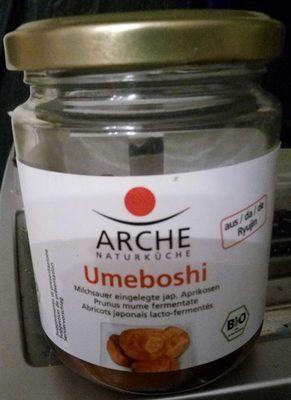 ARCHE
NATURKÜCHE
Umeboshi
Milchsauer eingelegte jap. Aprikosen
Prunus mume fermentate
Abricots japonais lacto-fermentés
aus / da / de
Ryujin
BIO